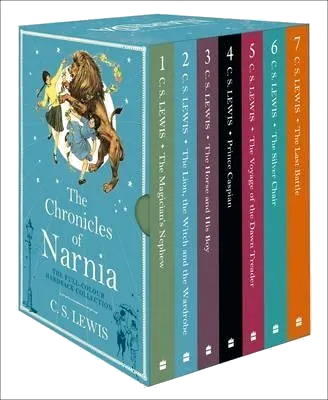 The
Chronicles
of
Narnia
THE FULL-COLOUR
HARDBACK COLLECTION
C. S. LEWIS
1 C. S. LEWIS • The Magician's Nephew
2 C. S. LEWIS • The Lion, the Witch and the Wardrobe
3 C. S. LEWIS • The Horse and His Boy
4 C. S. LEWIS • Prince Caspian
5 C. S. LEWIS • The Voyage of the Dawn Treader
6 C. S. LEWIS • The Silver Chair
7 C. S. LEWIS • The Last Battle